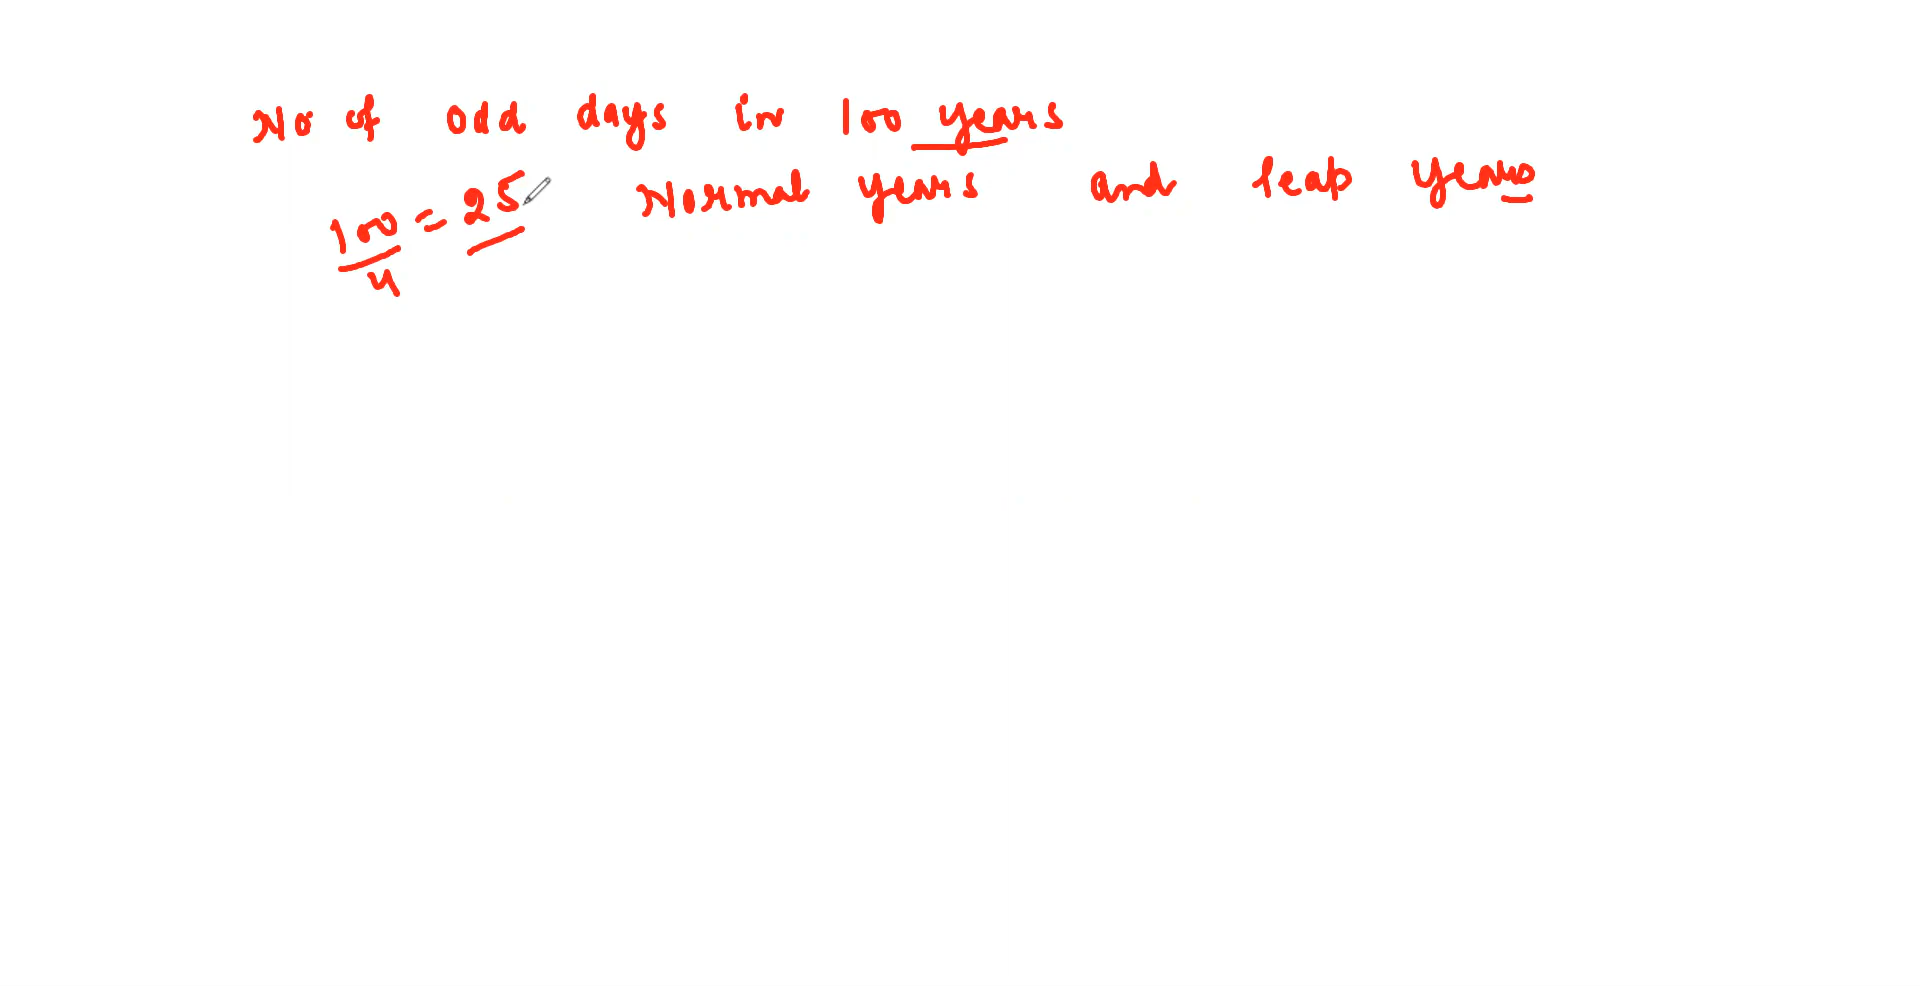 No of odd days in 100 years
100/4 = 25 Normal years and leap years